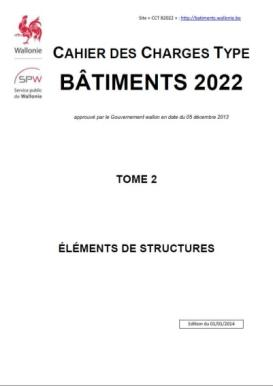 Site « CCT B2022 » : http://batiments.wallonie.be
Wallonie
SPW
Service public
de Wallonie
CAHIER DES CHARGES TYPE
BÂTIMENTS 2022
approuvé par le Gouvernement wallon en date du 05 décembre 2013
TOME 2
ÉLÉMENTS DE STRUCTURES
Edition du 01/01/2014